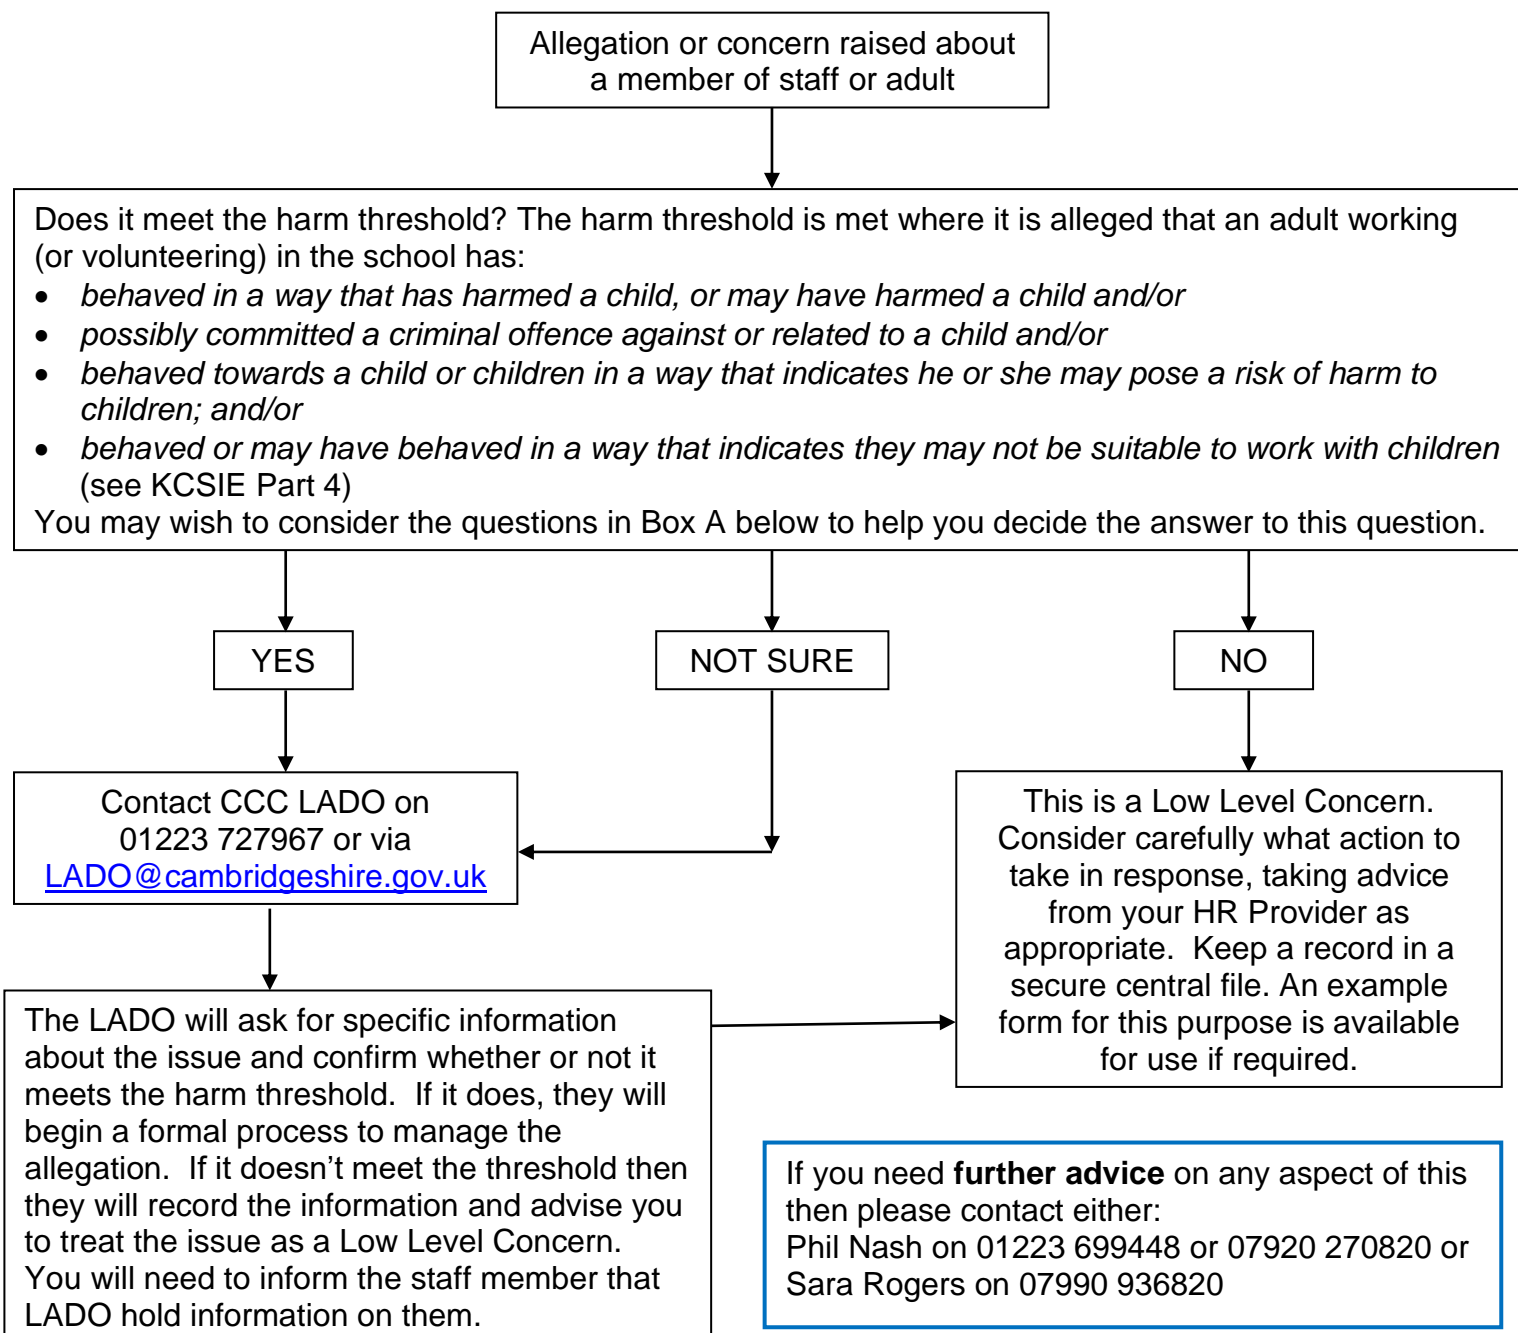 Allegation or concern raised about
a member of staff or adult
Does it meet the harm threshold? The harm threshold is met where it is alleged that an adult working
(or volunteering) in the school has:
• behaved in a way that has harmed a child, or may have harmed a child and/or
• possibly committed a criminal offence against or related to a child and/or
• behaved towards a child or children in a way that indicates he or she may pose a risk of harm to
children; and/or
• behaved or may have behaved in a way that indicates they may not be suitable to work with children
(see KCSIE Part 4)
You may wish to consider the questions in Box A below to help you decide the answer to this question.
YES
NOT SURE
NO
Contact CCC LADO on
01223 727967 or via
LADO@cambridgeshire.gov.uk
This is a Low Level Concern.
Consider carefully what action to
take in response, taking advice
from your HR Provider as
appropriate.  Keep a record in a
secure central file. An example
form for this purpose is available
for use if required.
The LADO will ask for specific information
about the issue and confirm whether or not it
meets the harm threshold.  If it does, they will
begin a formal process to manage the
allegation.  If it doesn’t meet the threshold then
they will record the information and advise you
to treat the issue as a Low Level Concern.
You will need to inform the staff member that
LADO hold information on them.
If you need further advice on any aspect of this
then please contact either:
Phil Nash on 01223 699448 or 07920 270820 or
Sara Rogers on 07990 936820